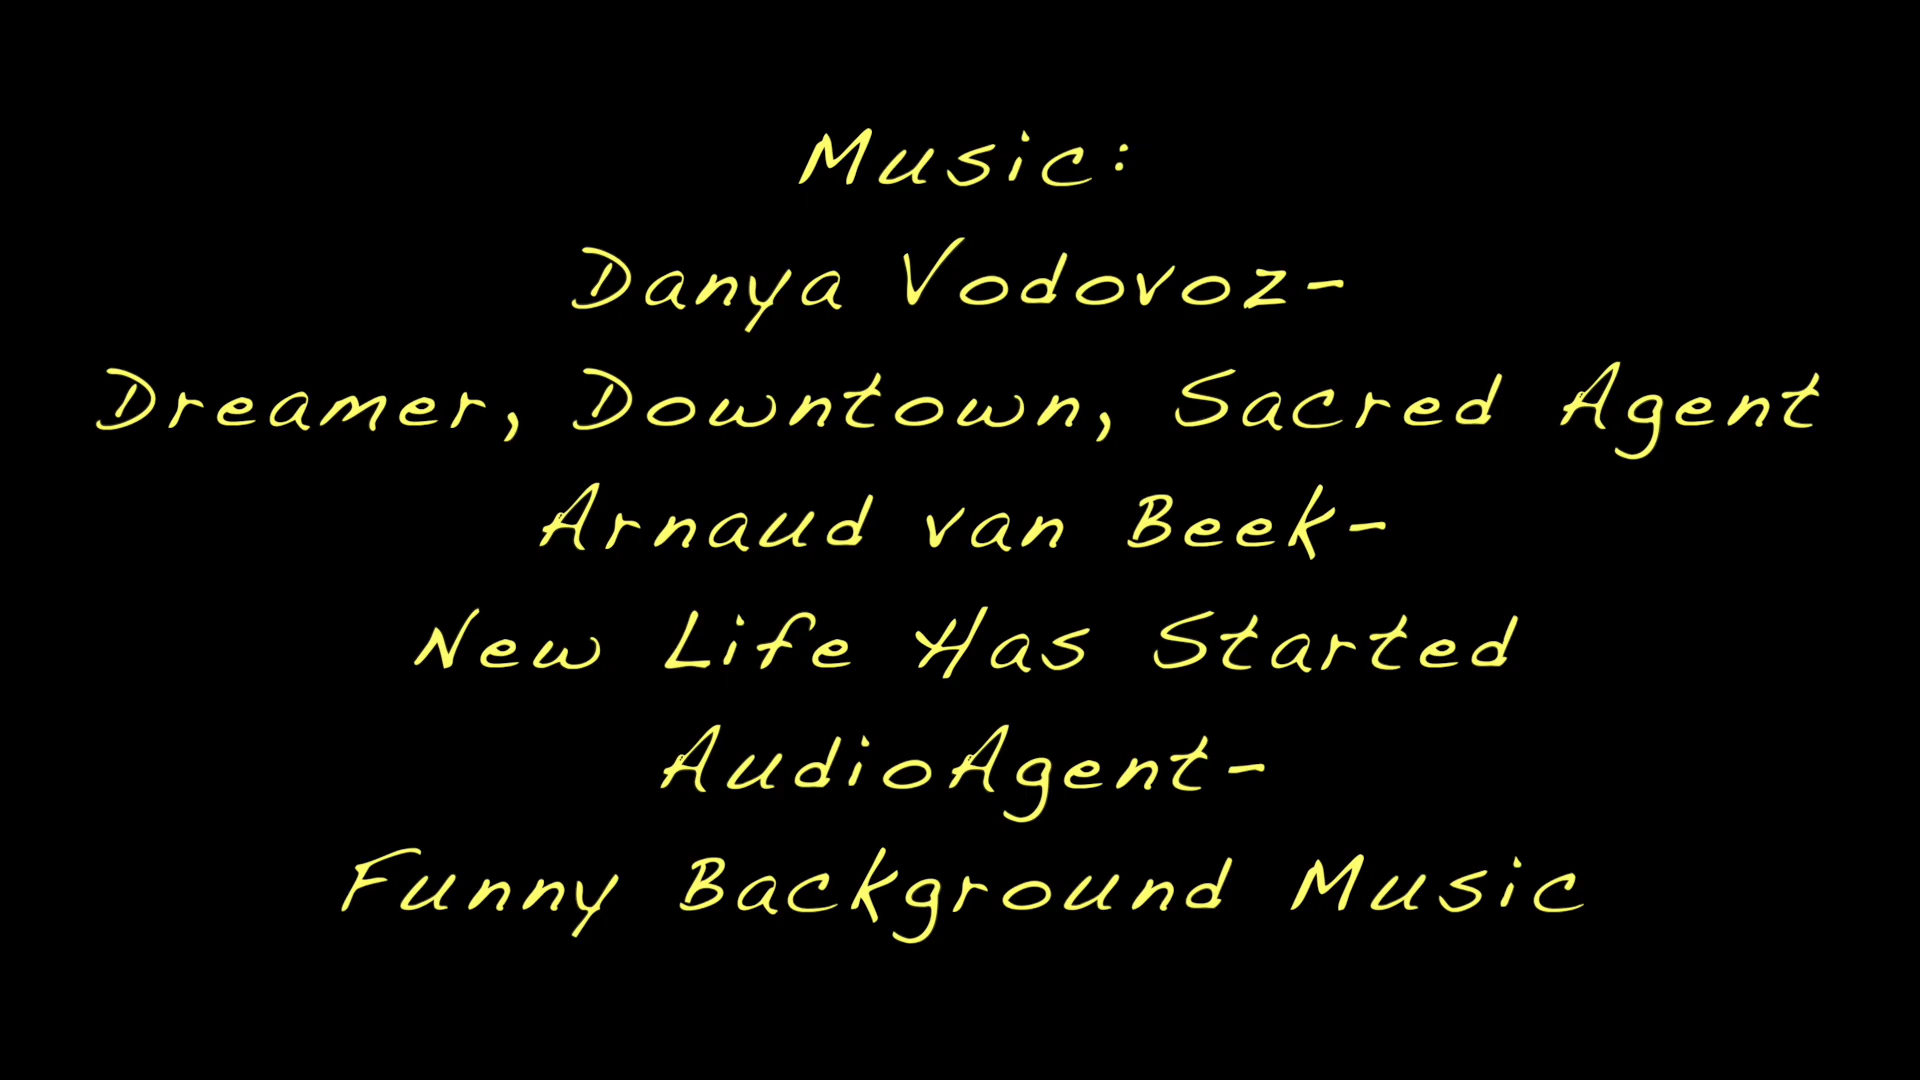 Music:
Danya Vodovoz-
Dreamer, Downtown, Sacred Agent
Arnaud van Beek-
New Life Has Started
AudioAgent-
Funny Background Music